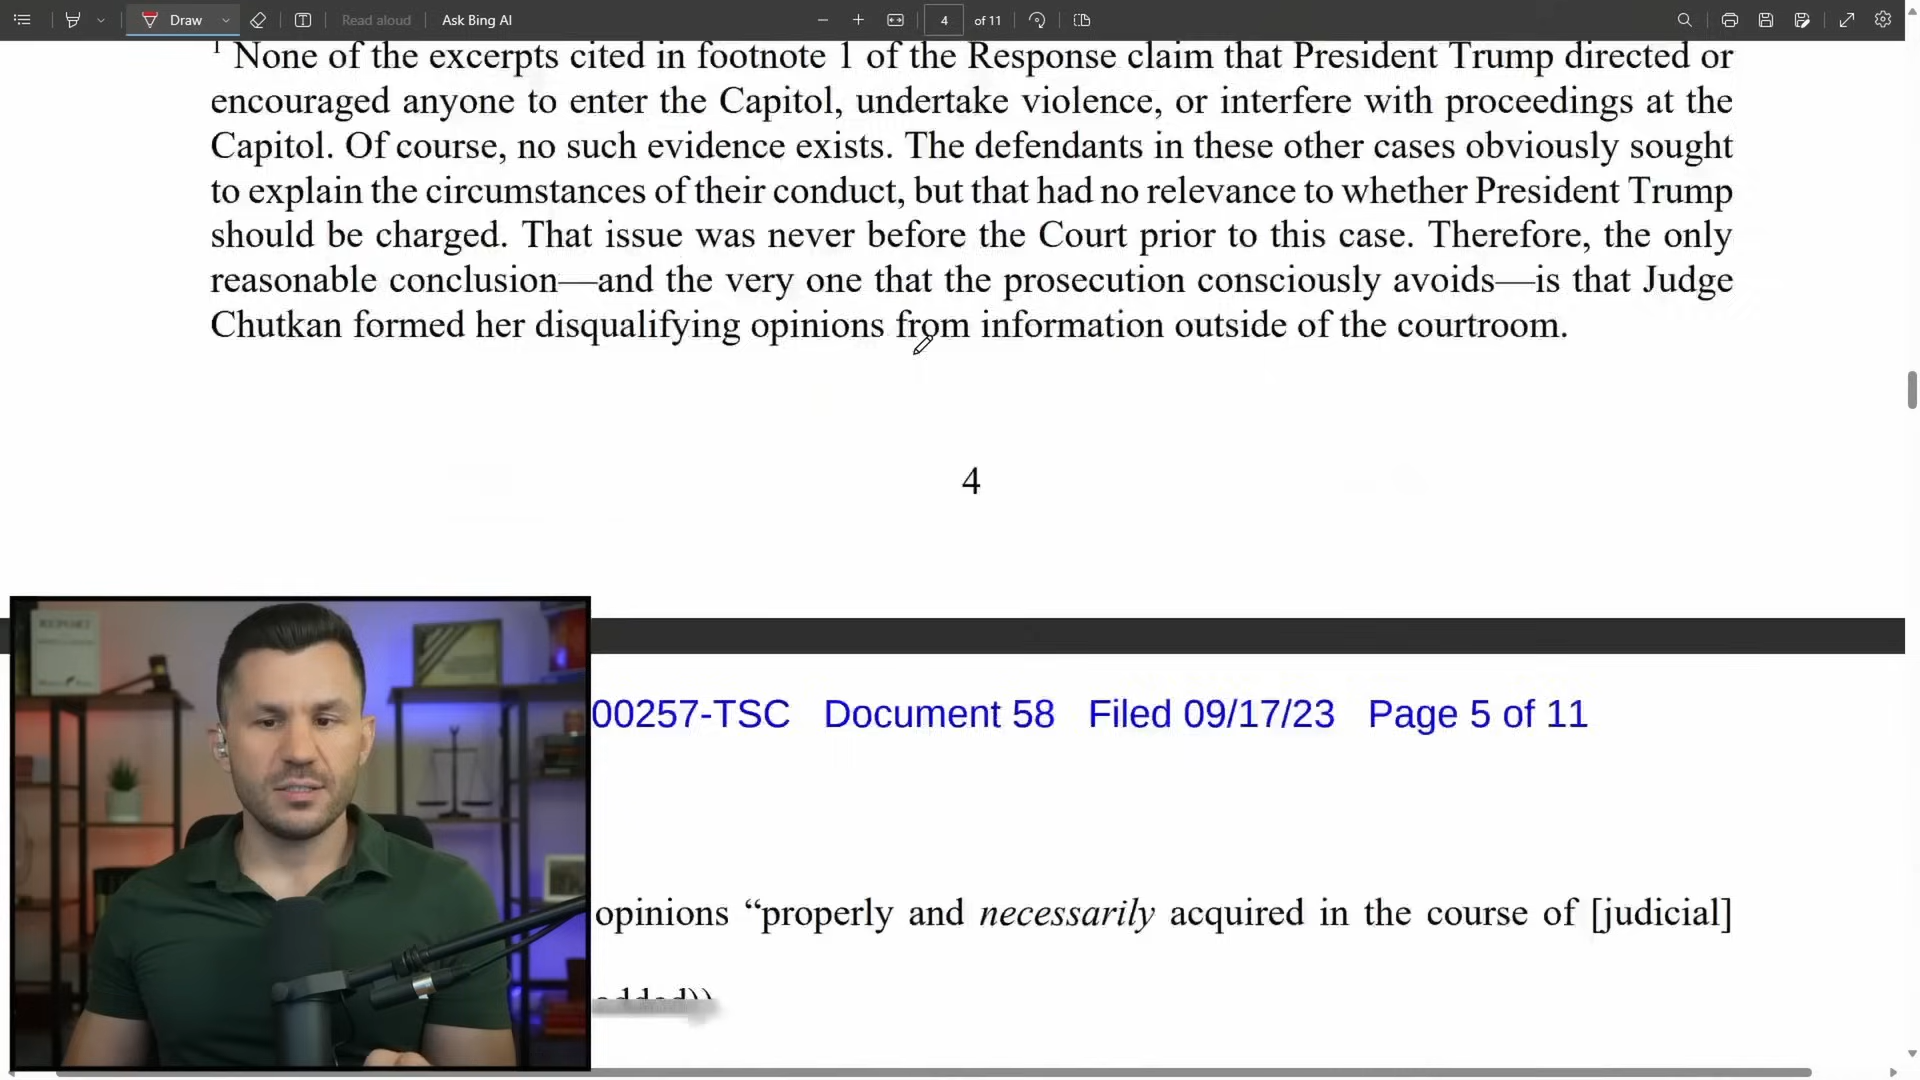 Draw
Read aloud
Ask Bing AI
4
of 11
1 None of the excerpts cited in footnote 1 of the Response claim that President Trump directed or
encouraged anyone to enter the Capitol, undertake violence, or interfere with proceedings at the
Capitol. Of course, no such evidence exists. The defendants in these other cases obviously sought
to explain the circumstances of their conduct, but that had no relevance to whether President Trump
should be charged. That issue was never before the Court prior to this case. Therefore, the only
reasonable conclusion—and the very one that the prosecution consciously avoids—is that Judge
Chutkan formed her disqualifying opinions from information outside of the courtroom.
4
REPORT
00257-TSC Document 58 Filed 09/17/23 Page 5 of 11
opinions “properly and necessarily acquired in the course of [judicial]
added))